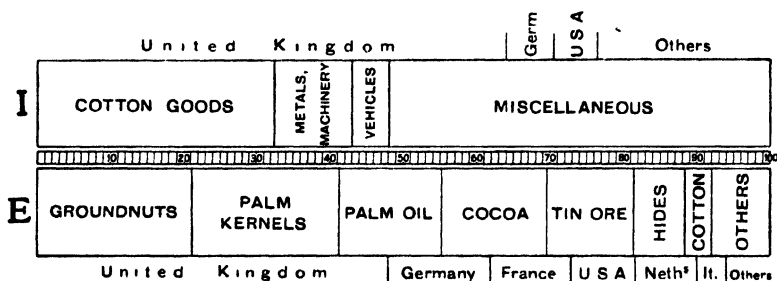 United Kingdom Germ USA Others
I COTTON GOODS METALS, MACHINERY VEHICLES MISCELLANEOUS
10 20 30 40 50 60 70 80 90 100
E GROUNDNUTS PALM KERNELS PALM OIL COCOA TIN ORE HIDES COTTON OTHERS
United Kingdom Germany France USA Neths It. Others